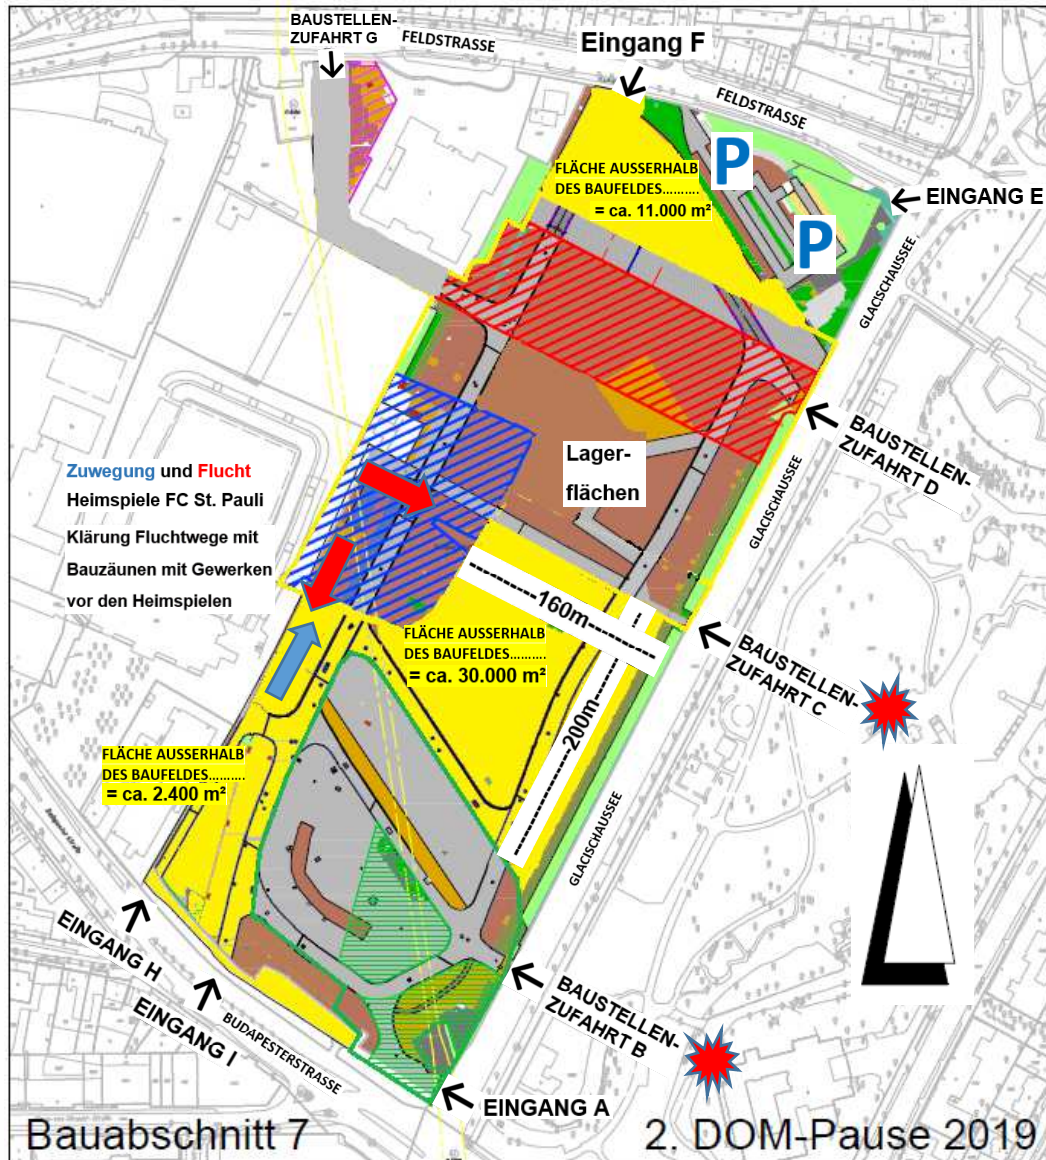 BAUSTELLEN-
ZUFAHRT G
FELDSTRASSE
Eingang F
FELDSTRASSE
P
FLÄCHE AUSSERHALB
DES BAUFELDES..........
= ca. 11.000 m²
EINGANG E
P
GLACISCHAUSSEE
BAUSTELLEN-
ZUFAHRT D
Lager-
flächen
Zuwegung und Flucht
Heimspiele FC St. Pauli
Klärung Fluchtwege mit
Bauzäunen mit Gewerken
vor den Heimspielen
GLACISCHAUSSEE
160m
FLÄCHE AUSSERHALB
DES BAUFELDES..........
= ca. 30.000 m²
BAUSTELLEN-
ZUFAHRT C
200m
FLÄCHE AUSSERHALB
DES BAUFELDES..........
= ca. 2.400 m²
GLACISCHAUSSEE
EINGANG H
EINGANG I
BUDAPESTERSTRASSE
BAUSTELLEN-
ZUFAHRT B
EINGANG A
Bauabschnitt 7
2. DOM-Pause 2019